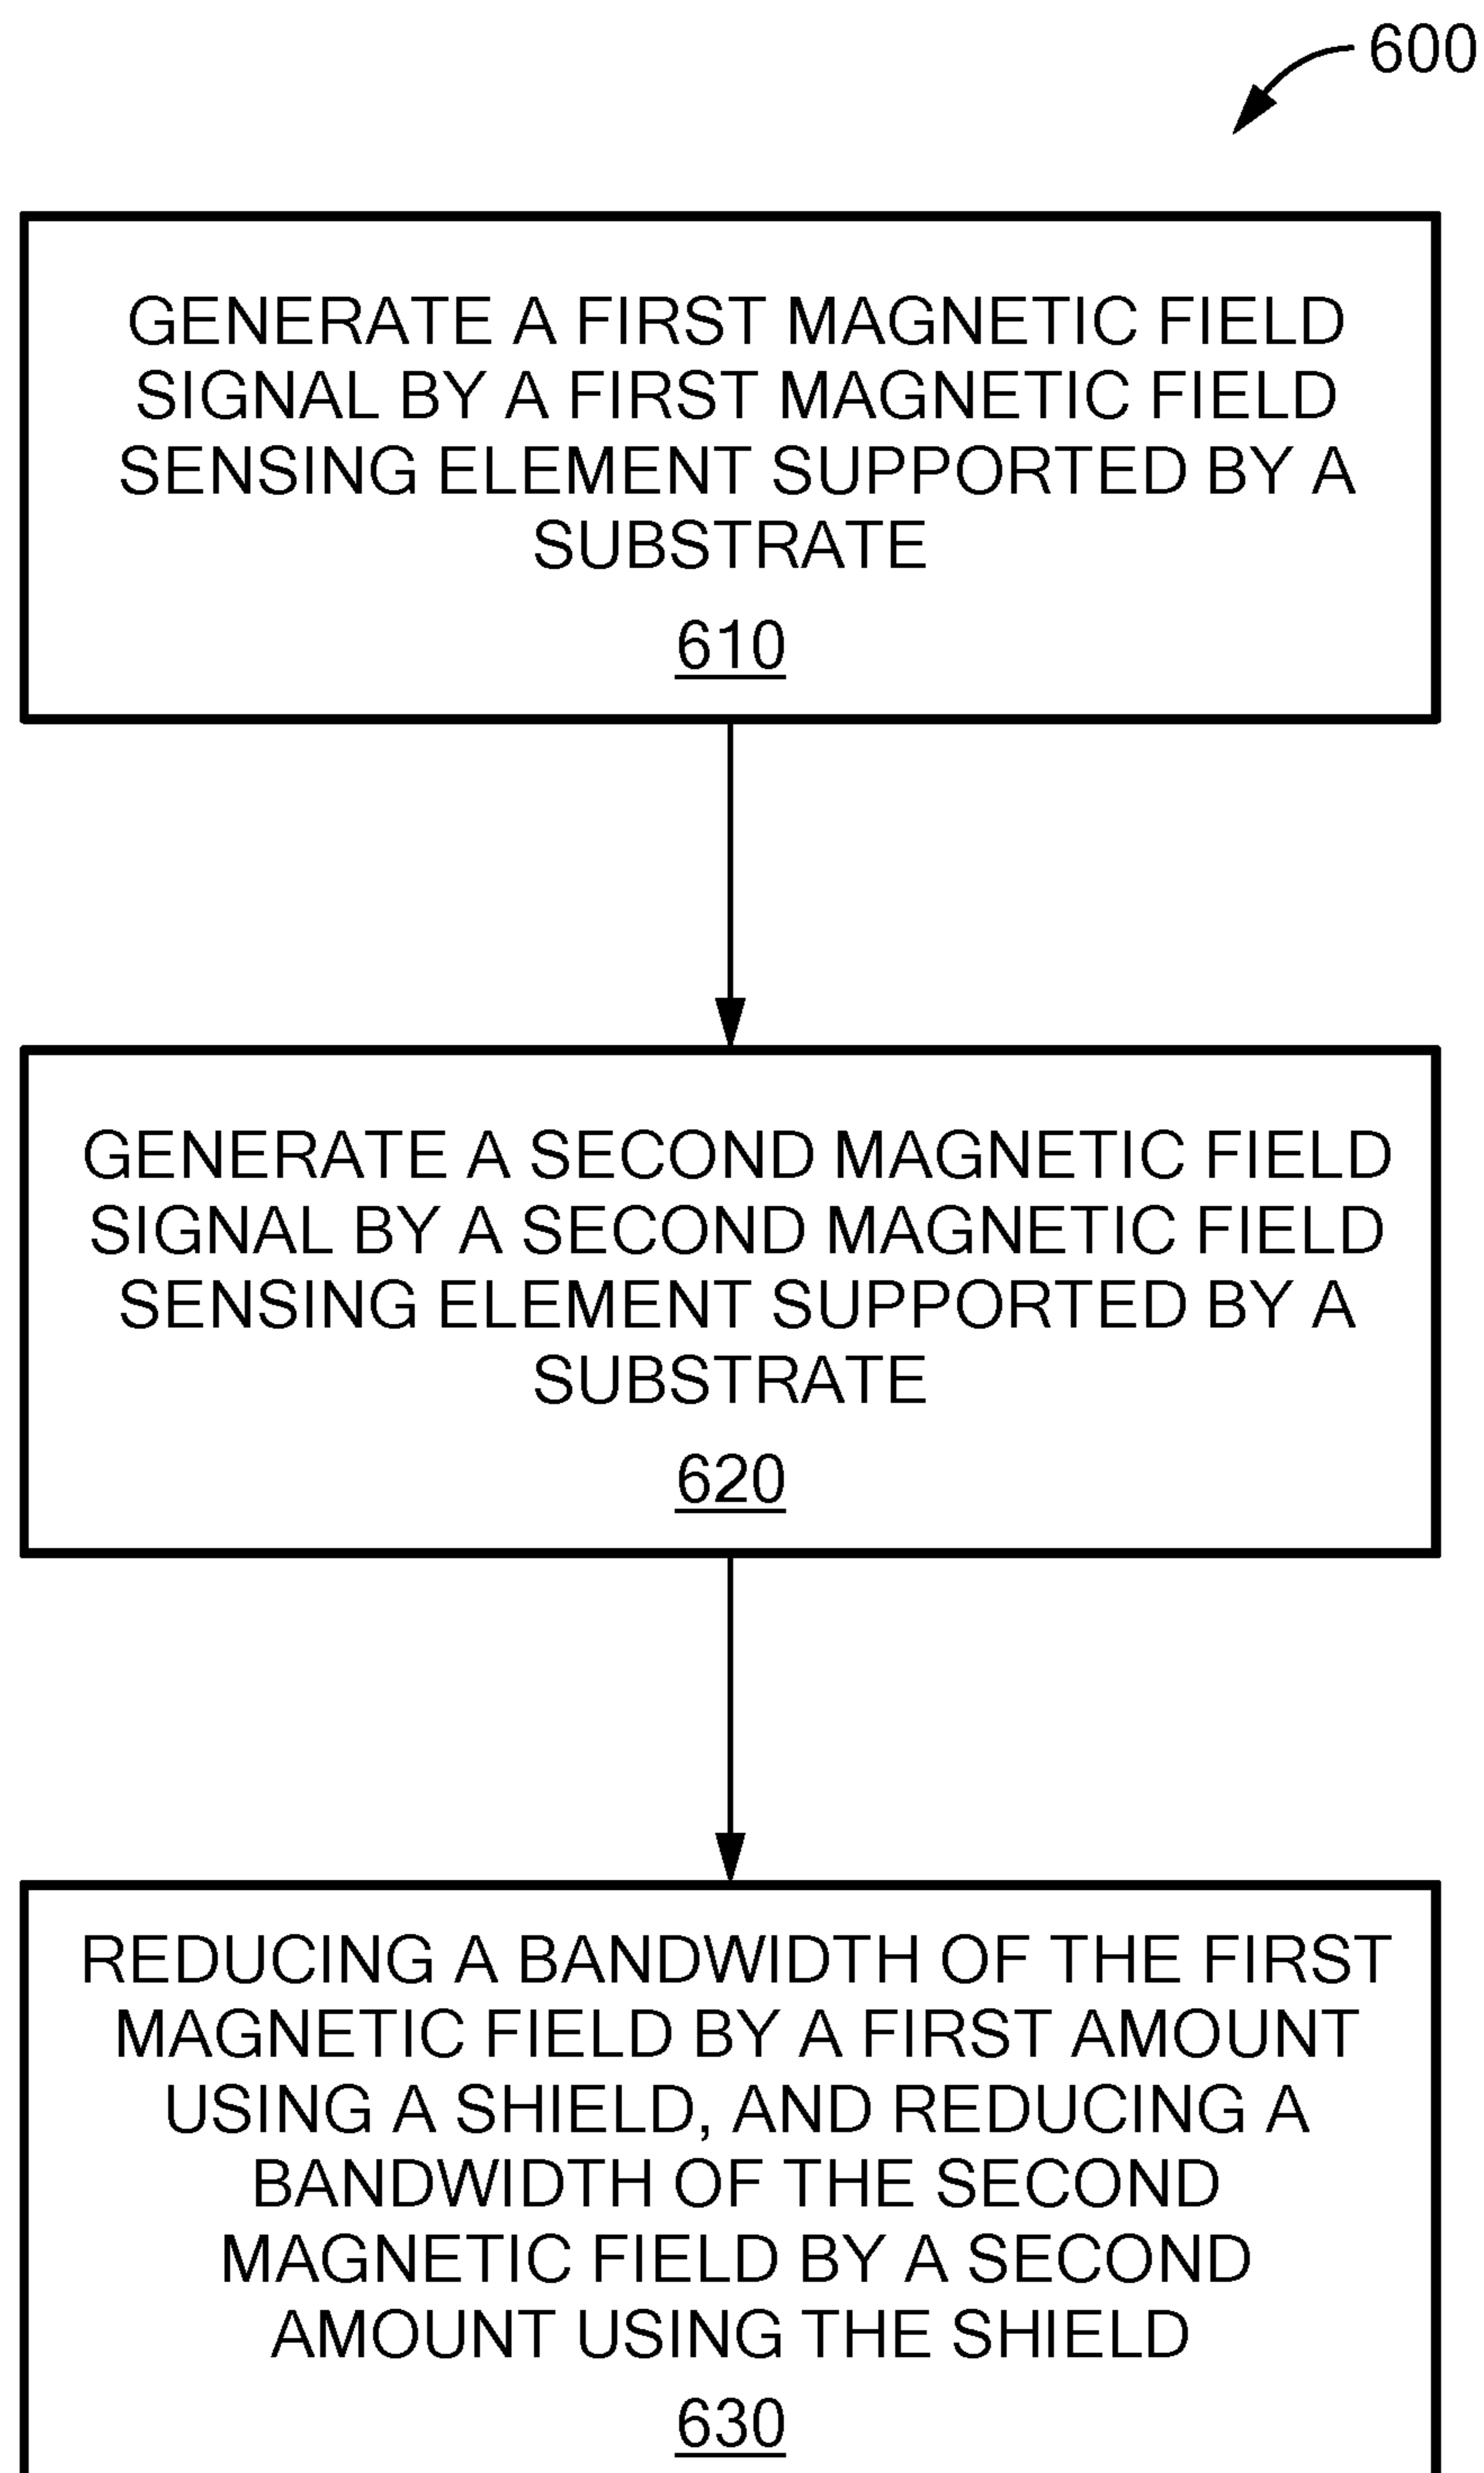 600
GENERATE A FIRST MAGNETIC FIELD
SIGNAL BY A FIRST MAGNETIC FIELD
SENSING ELEMENT SUPPORTED BY A
SUBSTRATE
610
GENERATE A SECOND MAGNETIC FIELD
SIGNAL BY A SECOND MAGNETIC FIELD
SENSING ELEMENT SUPPORTED BY A
SUBSTRATE
620
REDUCING A BANDWIDTH OF THE FIRST
MAGNETIC FIELD BY A FIRST AMOUNT
USING A SHIELD, AND REDUCING A
BANDWIDTH OF THE SECOND
MAGNETIC FIELD BY A SECOND
AMOUNT USING THE SHIELD
630